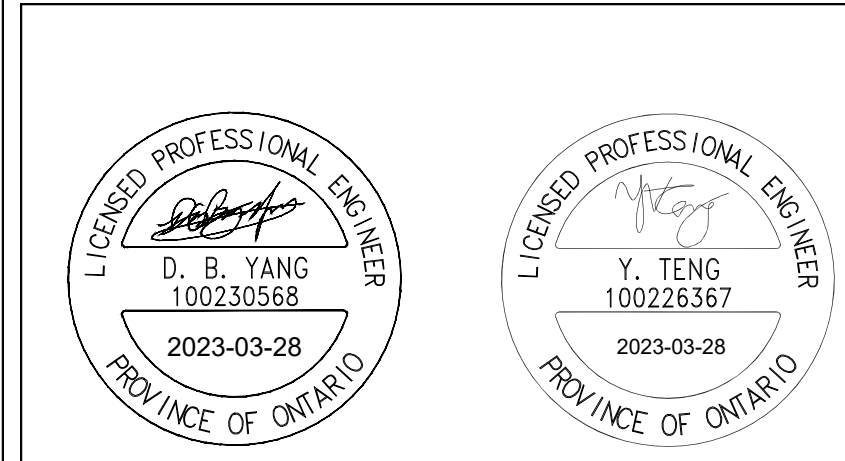 LICENSED PROFESSIONAL ENGINEER
D. B. YANG
100230568
2023-03-28
PROVINCE OF ONTARIO
LICENSED PROFESSIONAL ENGINEER
Y. TENG
100226367
2023-03-28
PROVINCE OF ONTARIO